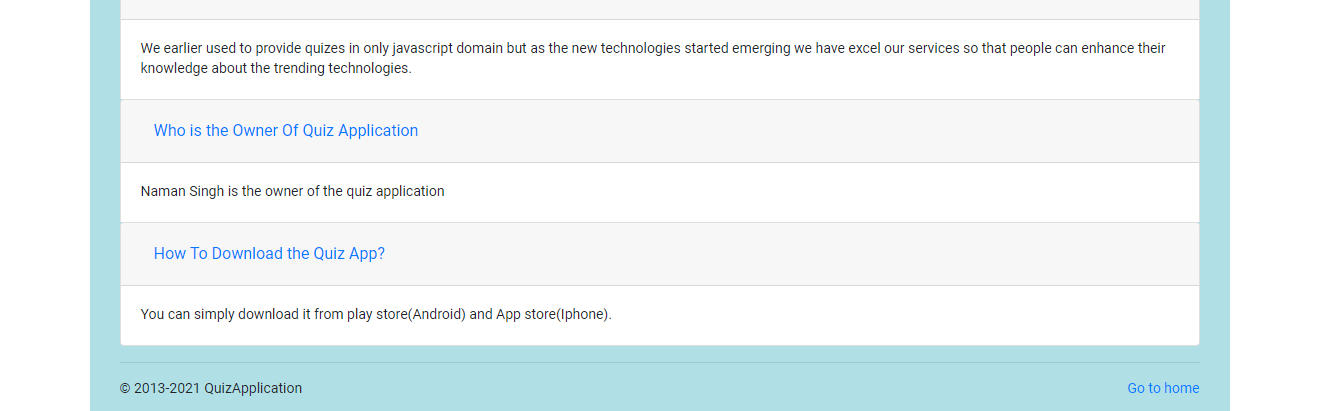 We earlier used to provide quizes in only javascript domain but as the new technologies started emerging we have excel our services so that people can enhance their
knowledge about the trending technologies.
Who is the Owner Of Quiz Application
Naman Singh is the owner of the quiz application
How To Download the Quiz App?
You can simply download it from play store(Android) and App store(Iphone).
© 2013-2021 QuizApplication
Go to home